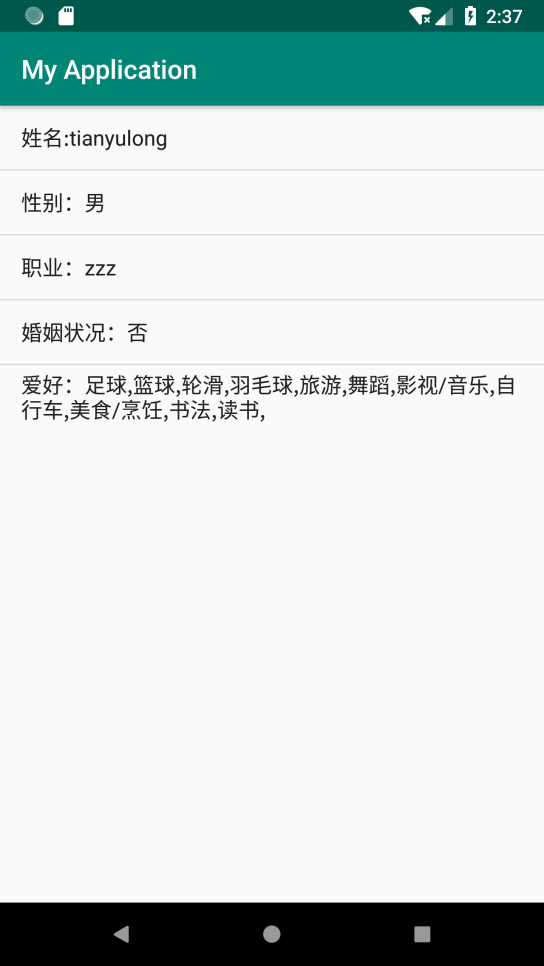 2:37
My Application
姓名:tianyulong
性别：男
职业：zzz
婚姻状况：否
爱好：足球,篮球,轮滑,羽毛球,旅游,舞蹈,影视/音乐,自
行车,美食/烹饪,书法,读书,